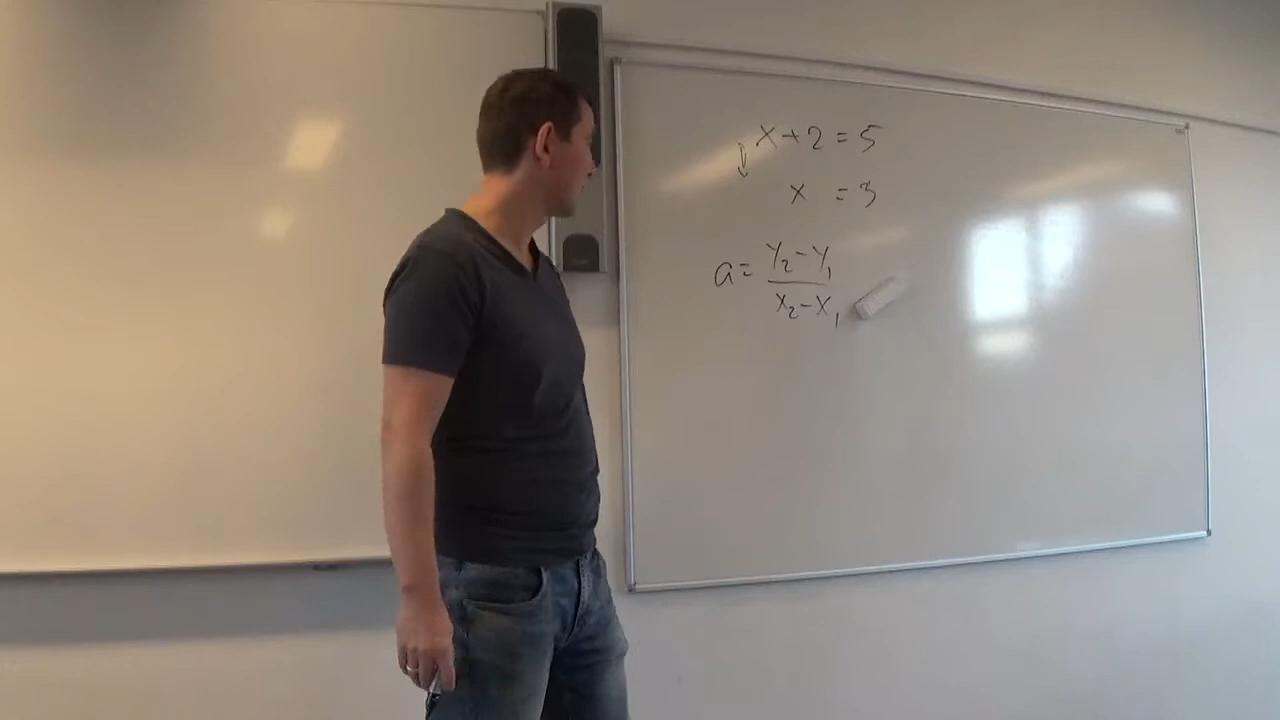 x+2=5
⇕
x =3
a= y₂-y₁
x₂-x₁